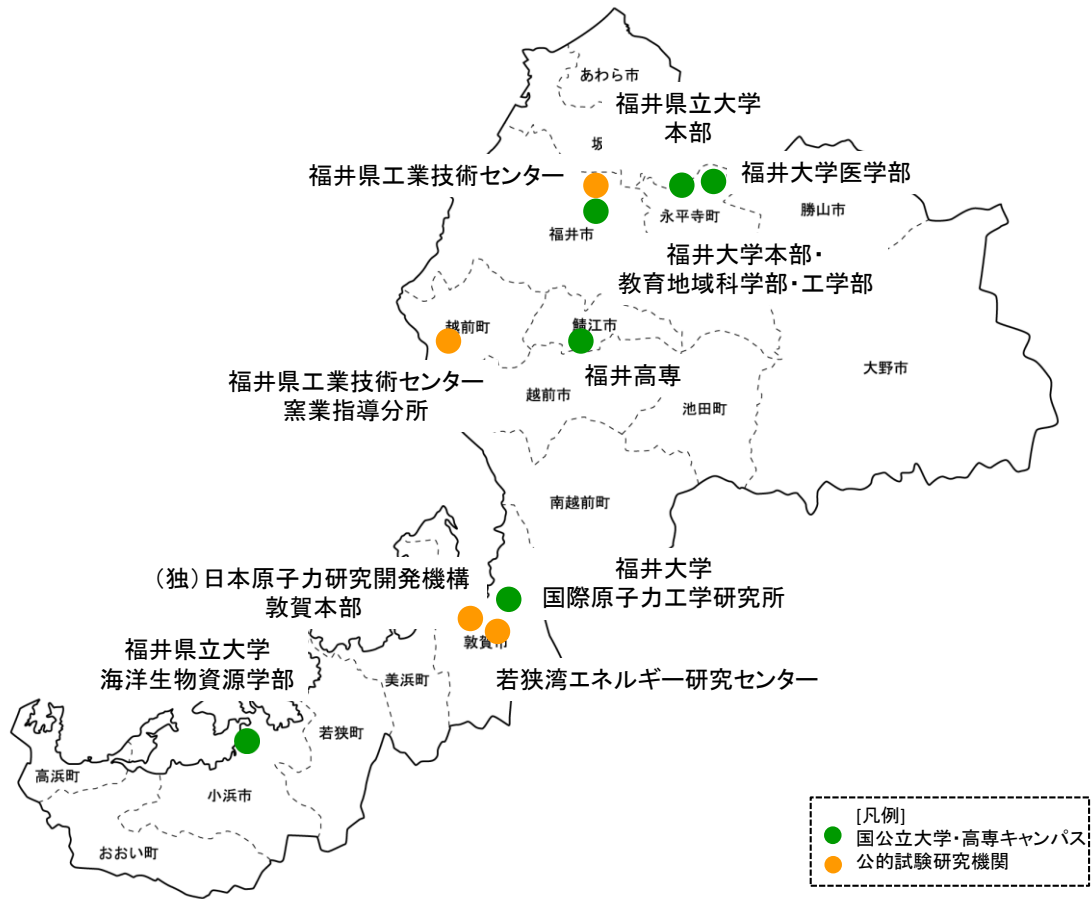 あわら市
福井県立大学
本部
坂
福井県工業技術センター
福井大学医学部
永平寺町
勝山市
福井市
福井大学本部・
教育地域科学部・工学部
越前町
鯖江市
福井県工業技術センター
窯業指導分所
福井高専
越前市
池田町
大野市
南越前町
（独）日本原子力研究開発機構
敦賀本部
福井大学
国際原子力工学研究所
敦賀市
福井県立大学
海洋生物資源学部
美浜町
若狭湾エネルギー研究センター
若狭町
高浜町
小浜市
おおい町
[凡例]
国公立大学・高専キャンパス
公的試験研究機関